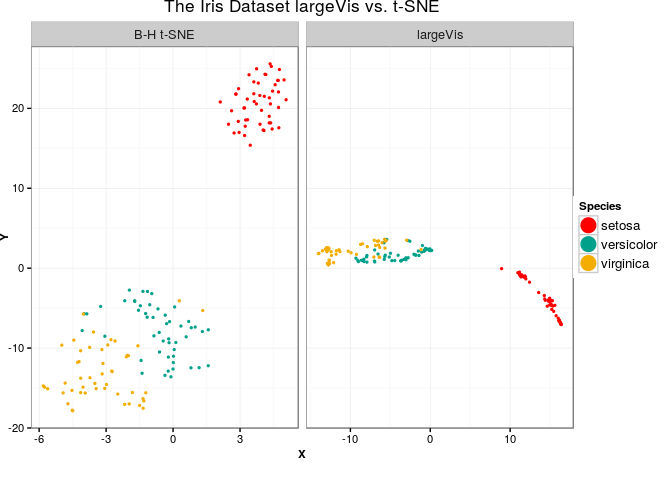 The Iris Dataset largeVis vs. t-SNE
B-H t-SNE
largeVis
Y
20
10
0
-10
-20
-6
-3
0
3
-10
0
10
X
Species
setosa
versicolor
virginica